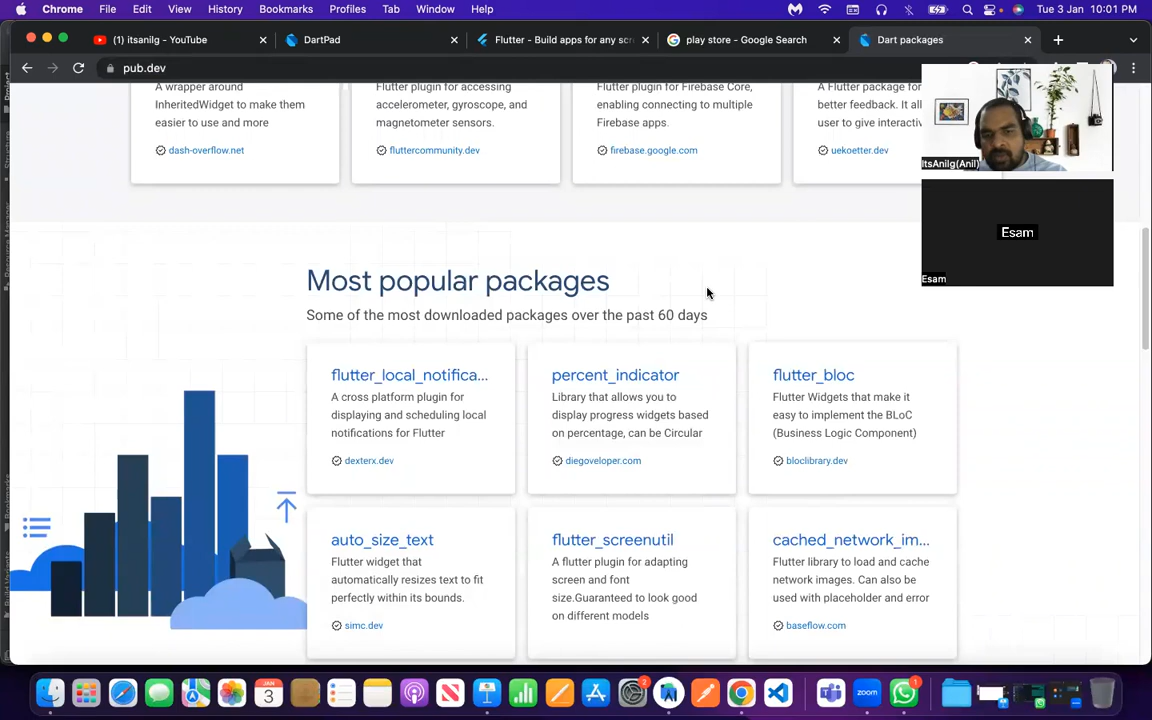 Chrome File Edit View History Bookmarks Profiles Tab Window Help Tue 3 Jan 10:01 PM
(1) itsanilg - YouTube
DartPad
Flutter - Build apps for any scr
play store - Google Search
Dart packages
pub.dev
A wrapper around
InheritedWidget to make them
easier to use and more
dash-overflow.net
Flutter plugin for accessing
accelerometer, gyroscope, and
magnetometer sensors.
fluttercommunity.dev
Flutter plugin for Firebase Core,
enabling connecting to multiple
Firebase apps.
firebase.google.com
A Flutter package for
better feedback. It all
user to give interactiv
uekoetter.dev
ItsAnilg(Anil)
Esam
Esam
Most popular packages
Some of the most downloaded packages over the past 60 days
flutter_local_notifica...
A cross platform plugin for
displaying and scheduling local
notifications for Flutter
dexterx.dev
percent_indicator
Library that allows you to
display progress widgets based
on percentage, can be Circular
diegoveloper.com
flutter_bloc
Flutter Widgets that make it
easy to implement the BLoC
(Business Logic Component)
bloclibrary.dev
auto_size_text
Flutter widget that
automatically resizes text to fit
perfectly within its bounds.
simc.dev
flutter_screenutil
A flutter plugin for adapting
screen and font
size.Guaranteed to look good
on different models
cached_network_im...
Flutter library to load and cache
network images. Can also be
used with placeholder and error
baseflow.com
JAN
3
2
zoom
1